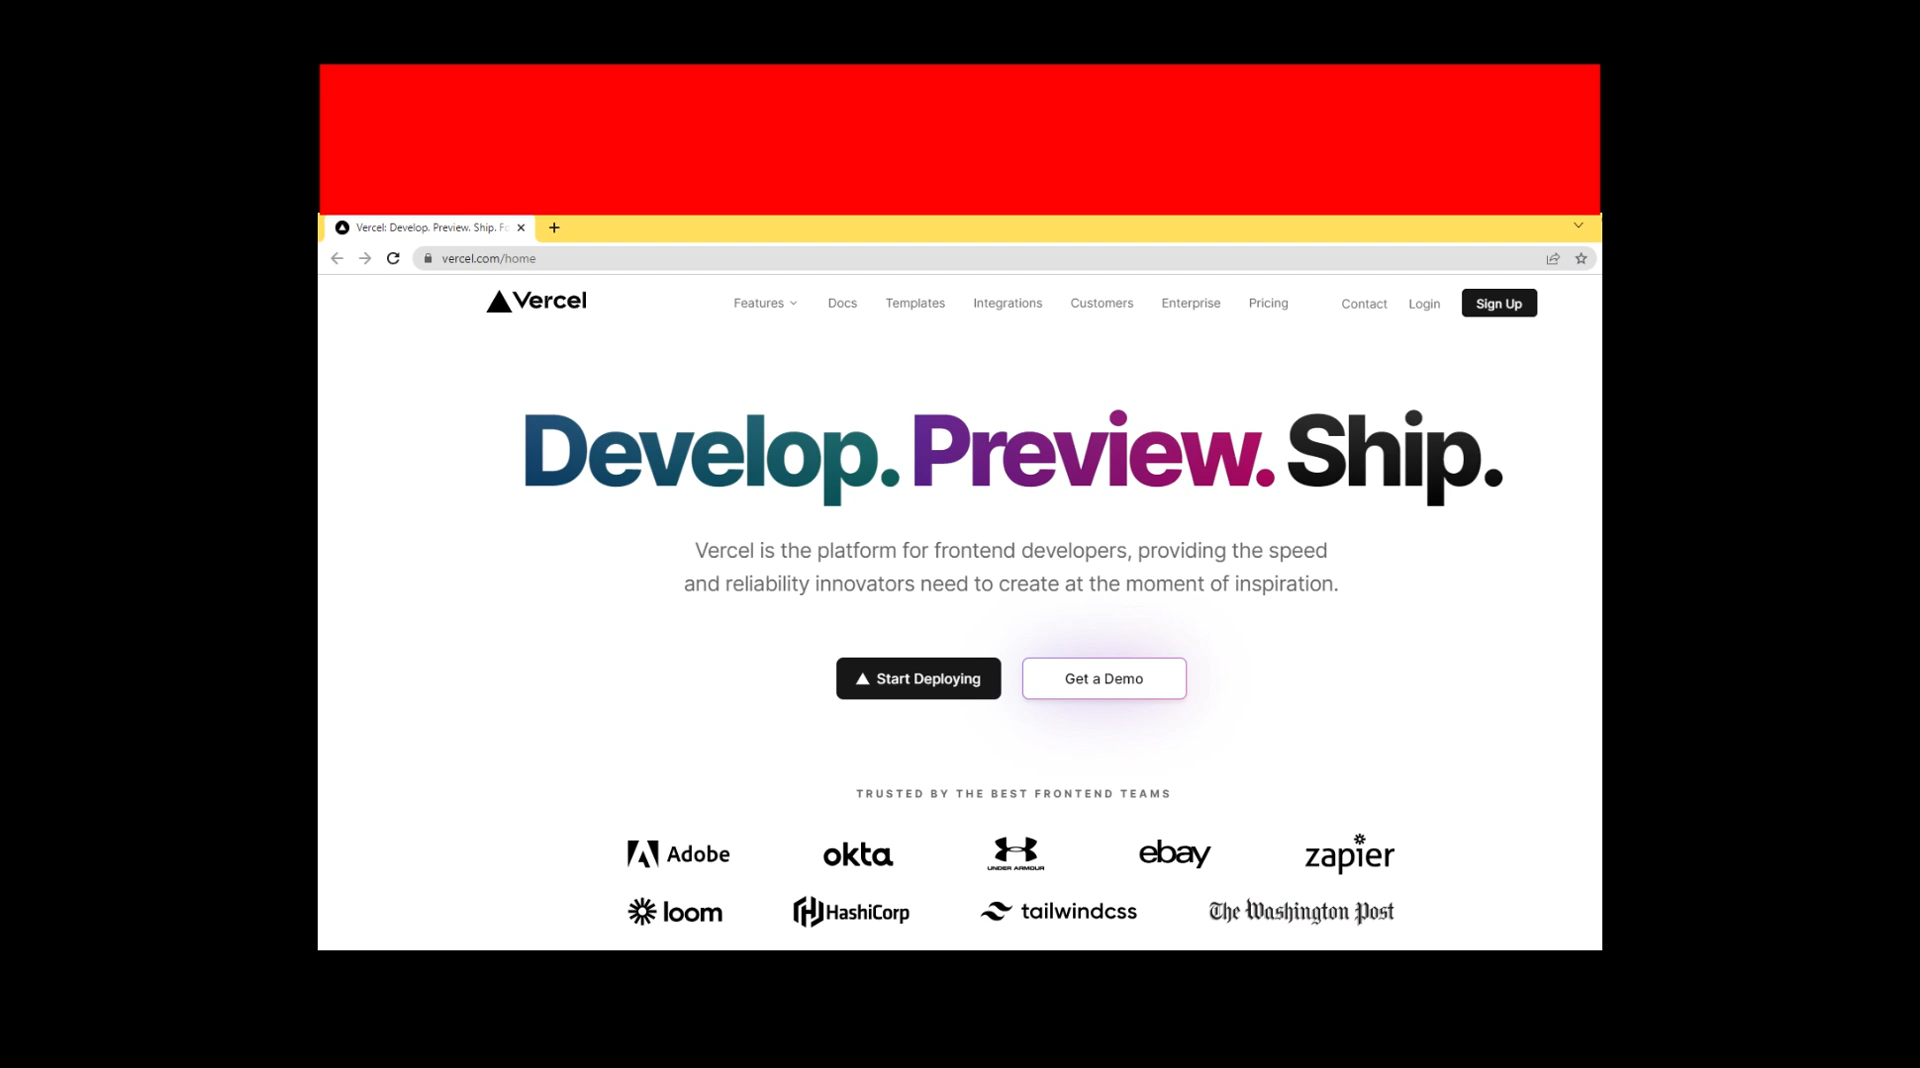 Vercel: Develop. Preview. Ship.
vercel.com/home
Vercel
Features Docs Templates Integrations Customers Enterprise Pricing Contact Login Sign Up
Develop. Preview. Ship.
Vercel is the platform for frontend developers, providing the speed
and reliability innovators need to create at the moment of inspiration.
Start Deploying Get a Demo
TRUSTED BY THE BEST FRONTEND TEAMS
Adobe okta UNDER ARMOUR ebay zapier
loom HashiCorp tailwindcss The Washington Post